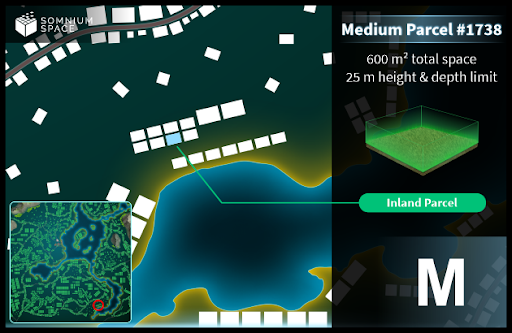 SOMNIUM
SPACE
Medium Parcel #1738
600 m² total space
25 m height & depth limit
Inland Parcel
M